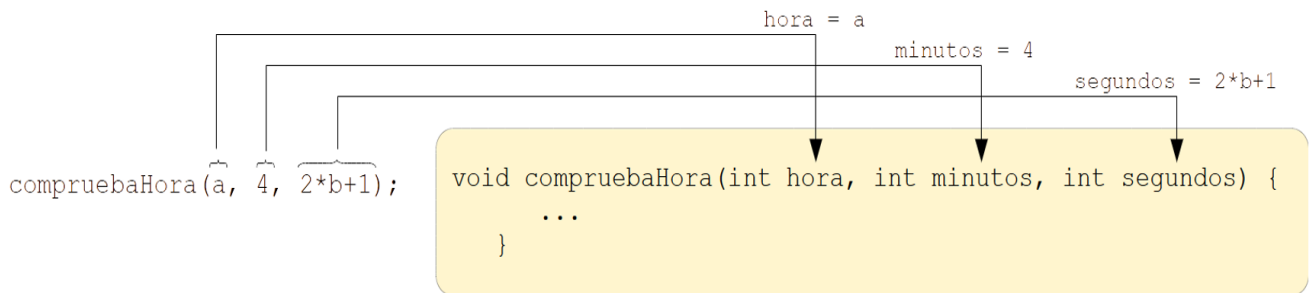 hora = a
minutos = 4
segundos = 2*b+1
compruebaHora(a, 4, 2*b+1);
void compruebaHora(int hora, int minutos, int segundos) {
...
}